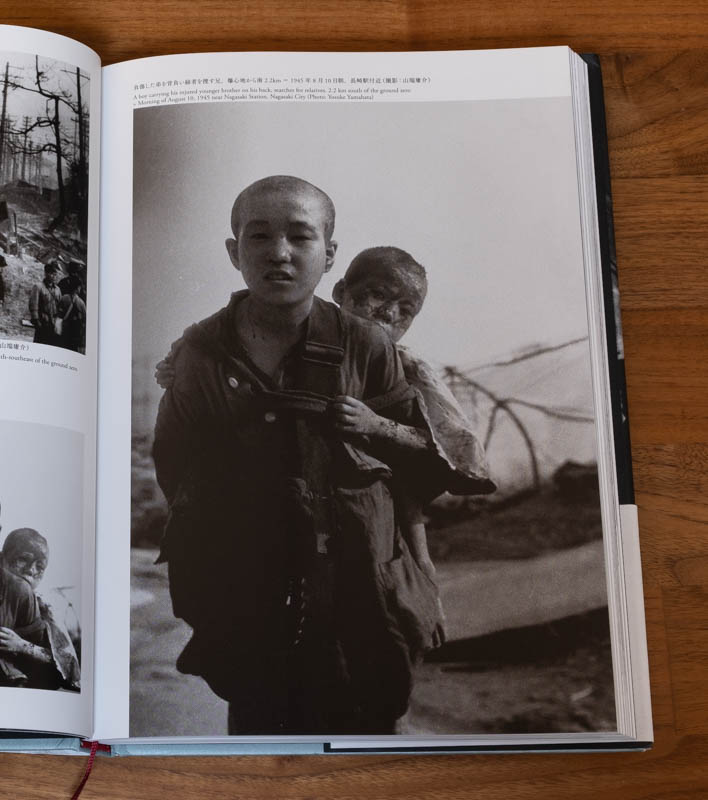 山端庸介）
th-southeast of the ground zero
負傷した弟を背負い縁者を捜す兄。爆心地から南 2.2km = 1945 年 8 月 10 日朝、長崎駅付近（撮影：山端庸介）
A boy carrying his injured younger brother on his back, searches for relatives. 2.2 km south of the ground zero
= Morning of August 10, 1945 near Nagasaki Station, Nagasaki City (Photo: Yosuke Yamahata)